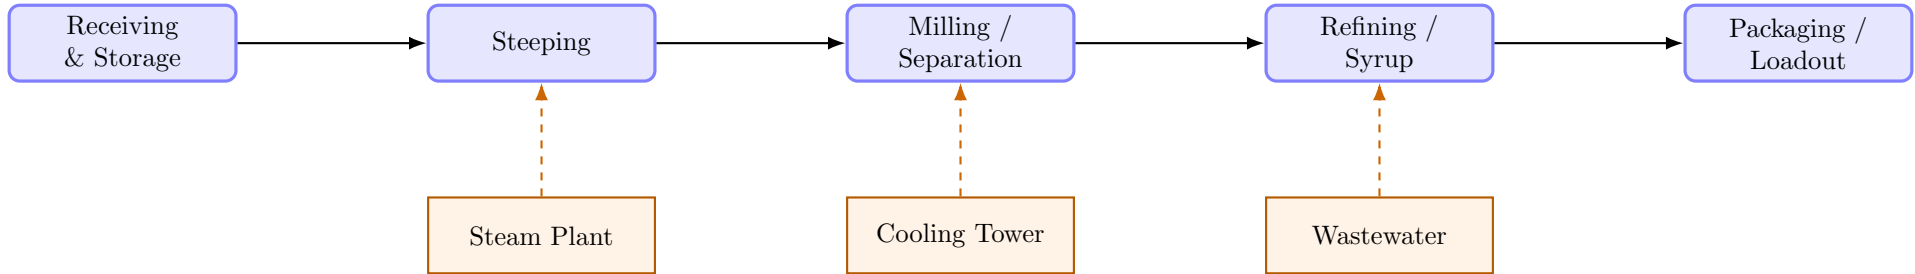 Receiving
& Storage
Steeping
Milling /
Separation
Refining /
Syrup
Packaging /
Loadout
Steam Plant
Cooling Tower
Wastewater